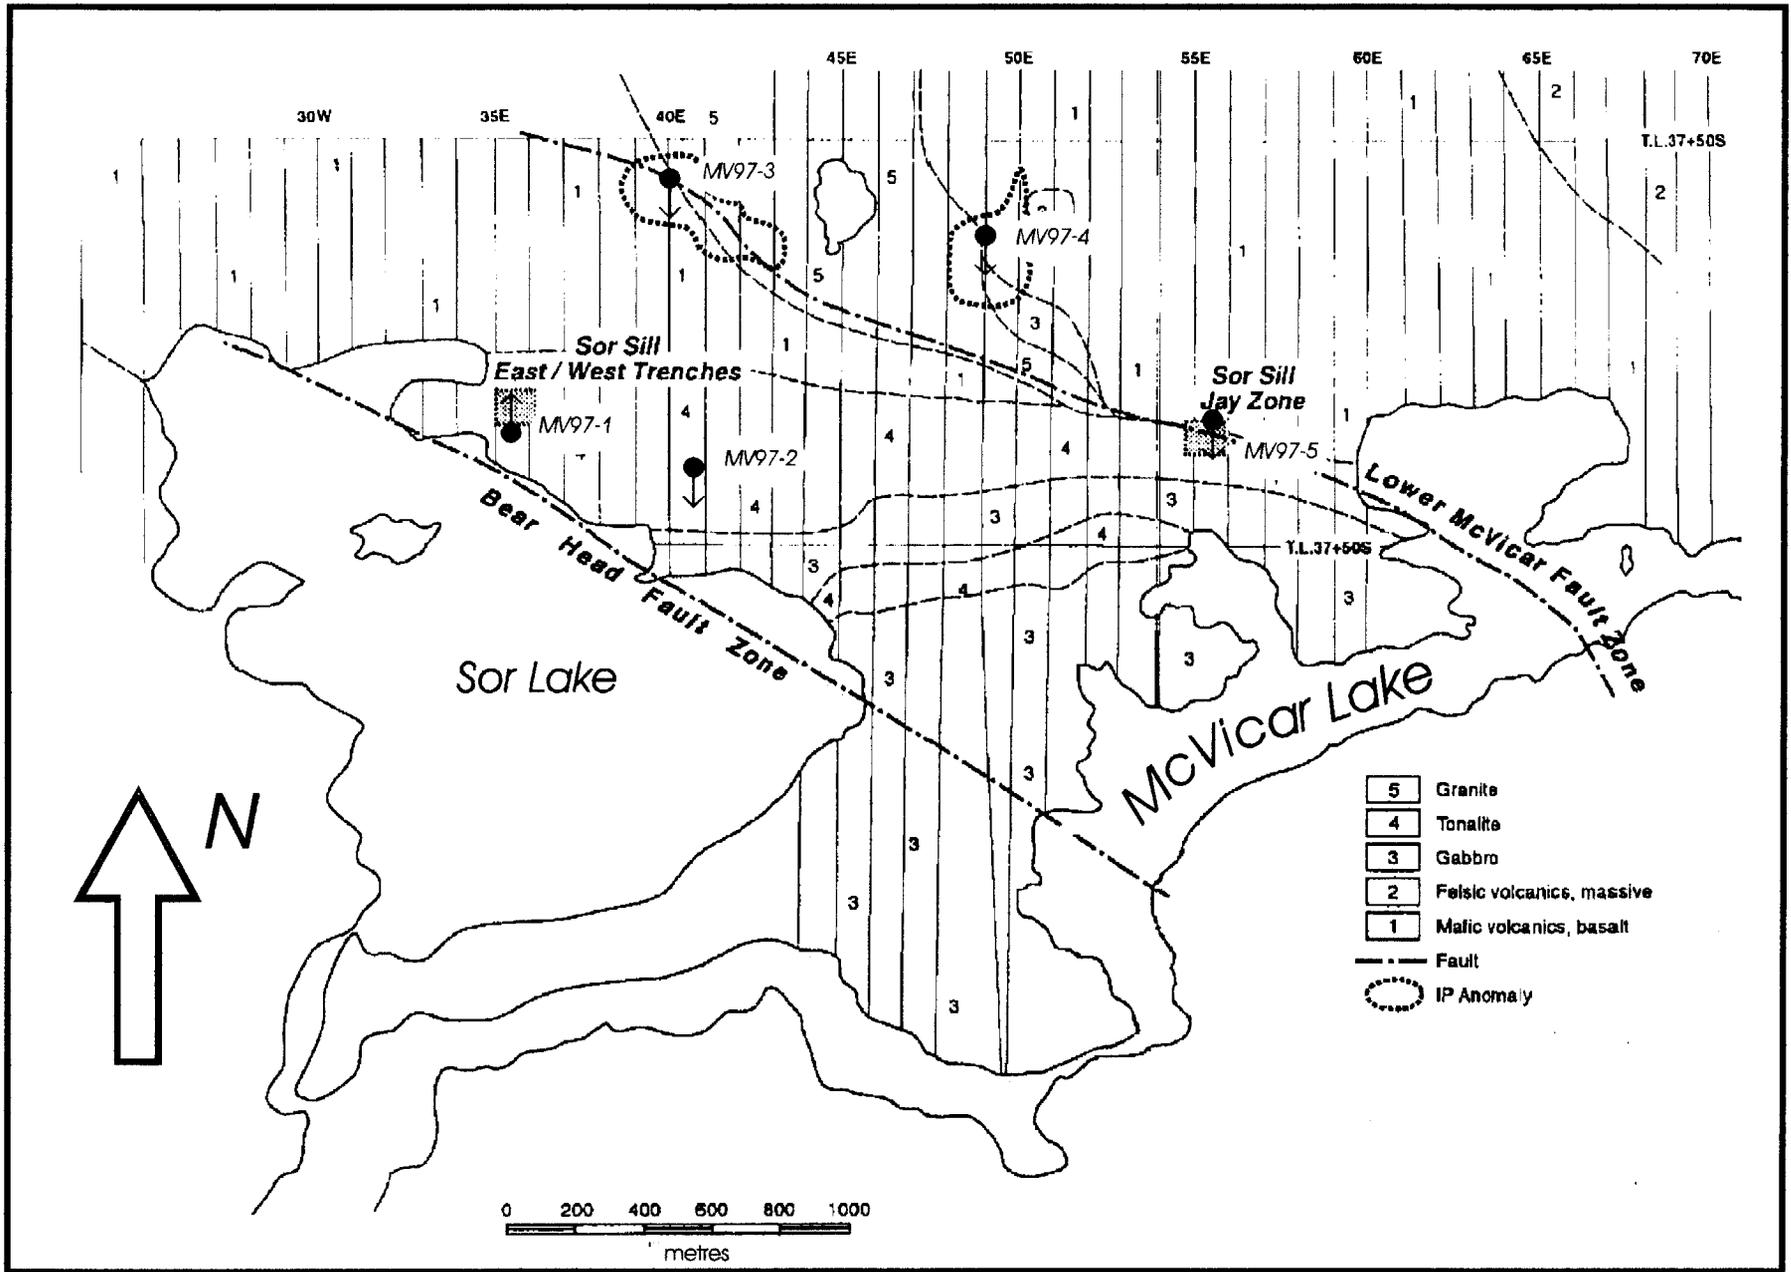 45E 50E 55E 60E 65E 70E
30W 35E 40E 5
1 2 1
T.L.37+50S
MV97-3
1 1 1 5 2
MV97-4
1 1 1 5 1 1
1 3
Sor Sill
East / West Trenches
1 5 1 1 1
Sor Sill
Jay Zone
4 1
MV97-1
4 4
MV97-5
MV97-2
Lower McVicar Fault Zone
Bear Head Fault Zone
4 3 3
4
T.L.37+50S
3 4 4 3
3
Sor Lake
3 3
McVicar Lake
3
N
3
3
3
5 Granite
4 Tonalite
3 Gabbro
2 Felsic volcanics, massive
1 Mafic volcanics, basalt
Fault
IP Anomaly
0 200 400 600 800 1000
metres